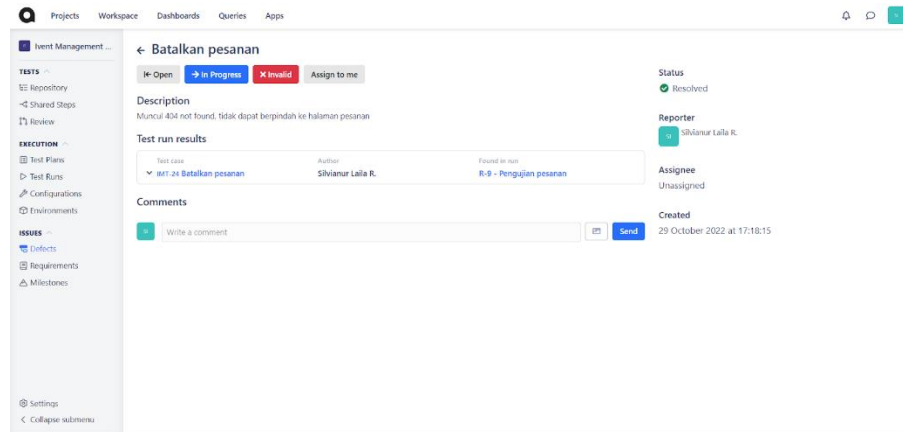 Projects Workspace Dashboards Queries Apps
Ivent Management ...
TESTS
Repository
Shared Steps
Review
EXECUTION
Test Plans
Test Runs
Configurations
Environments
ISSUES
Defects
Requirements
Milestones
Settings
Collapse submenu
← Batalkan pesanan
Open In Progress Invalid Assign to me
Description
Muncul 404 not found. tidak dapat berpindah ke halaman pesanan
Test run results
Test case Author Found in run
IMT-24 Batalkan pesanan Silvianur Laila R. R-9 - Pengujian pesanan
Comments
Write a comment Send
Status
Resolved
Reporter
Silvianur Laila R.
Assignee
Unassigned
Created
29 October 2022 at 17:18:15